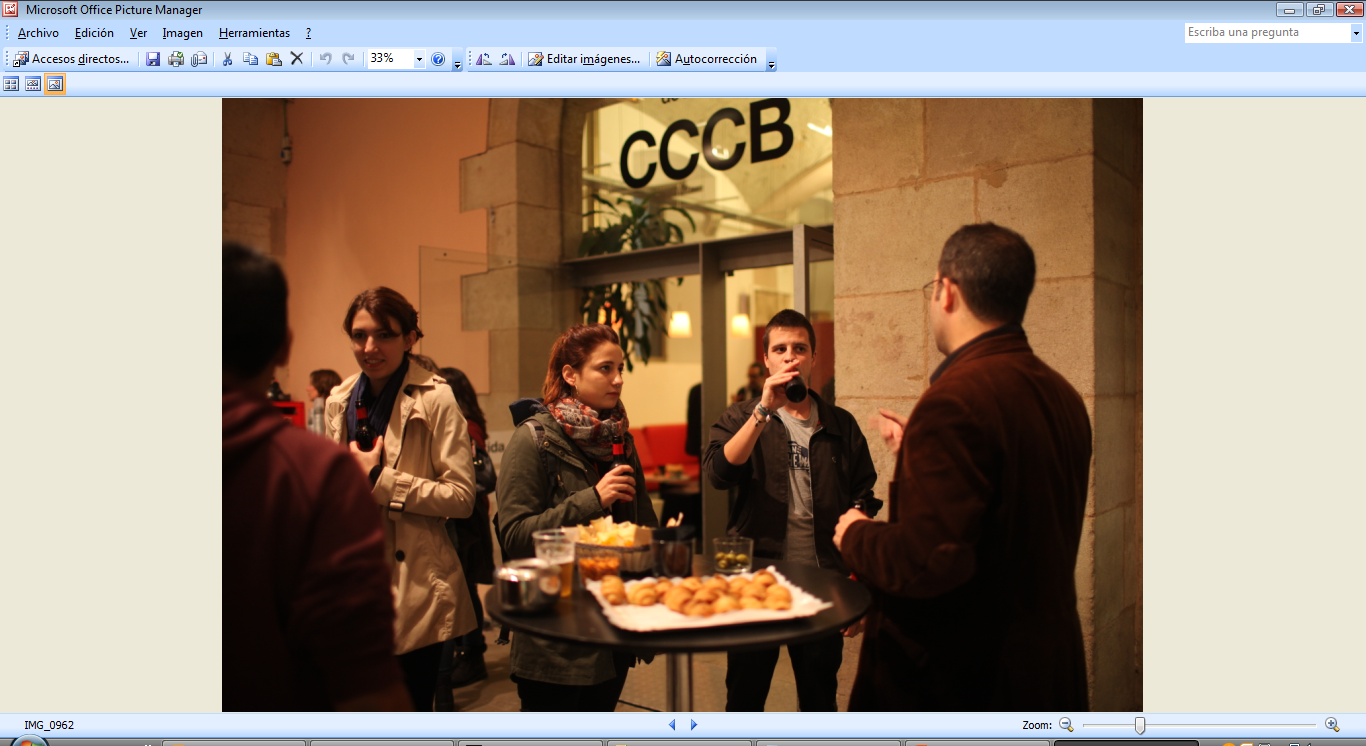 Microsoft Office Picture Manager
Archivo Edición Ver Imagen Herramientas ?
Escriba una pregunta
Accesos directos... 33% Editar imágenes... Autocorrección
CCCB
IMG_0962
Zoom: